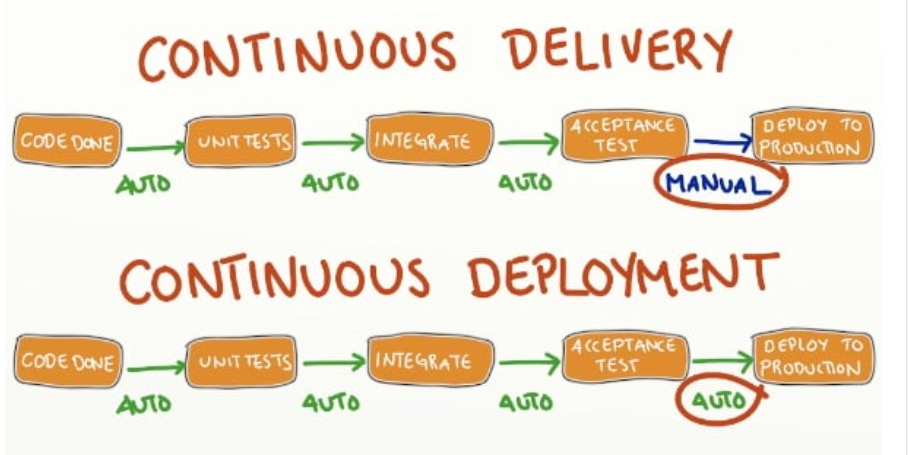 CONTINUOUS DELIVERY
CODE DONE
UNIT TESTS
INTEGRATE
ACCEPTANCE
TEST
DEPLOY TO
PRODUCTION
AUTO
AUTO
AUTO
MANUAL
CONTINUOUS DEPLOYMENT
CODE DONE
UNIT TESTS
INTEGRATE
ACCEPTANCE
TEST
DEPLOY TO
PRODUCTION
AUTO
AUTO
AUTO
AUTO